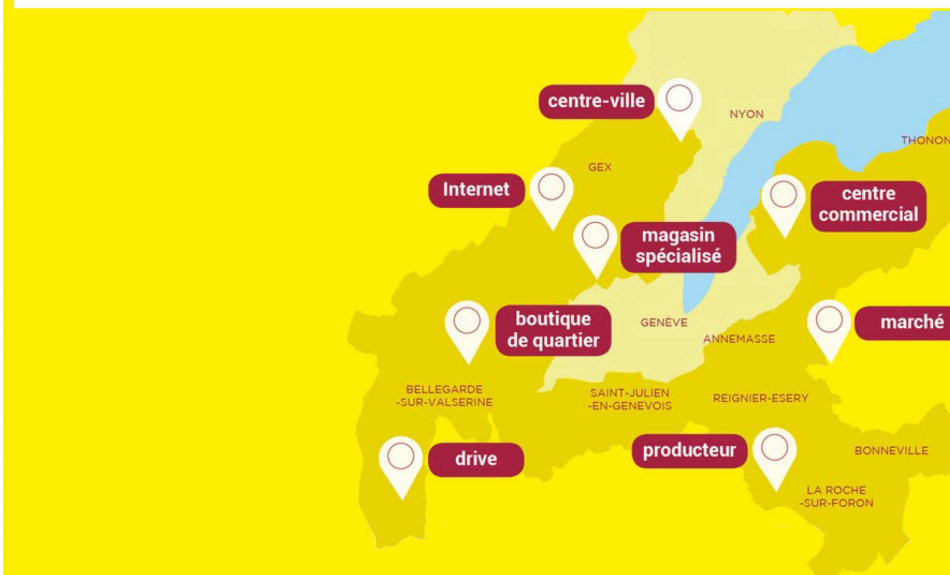 centre-ville
NYON
THONON
GEX
Internet
centre
commercial
magasin
spécialisé
boutique
de quartier
GENÈVE
marché
ANNEMASSE
BELLEGARDE
-SUR-VALSERINE
SAINT-JULIEN
-EN-GENEVOIS
REIGNIER-ESERY
drive
producteur
BONNEVILLE
LA ROCHE
-SUR-FORON